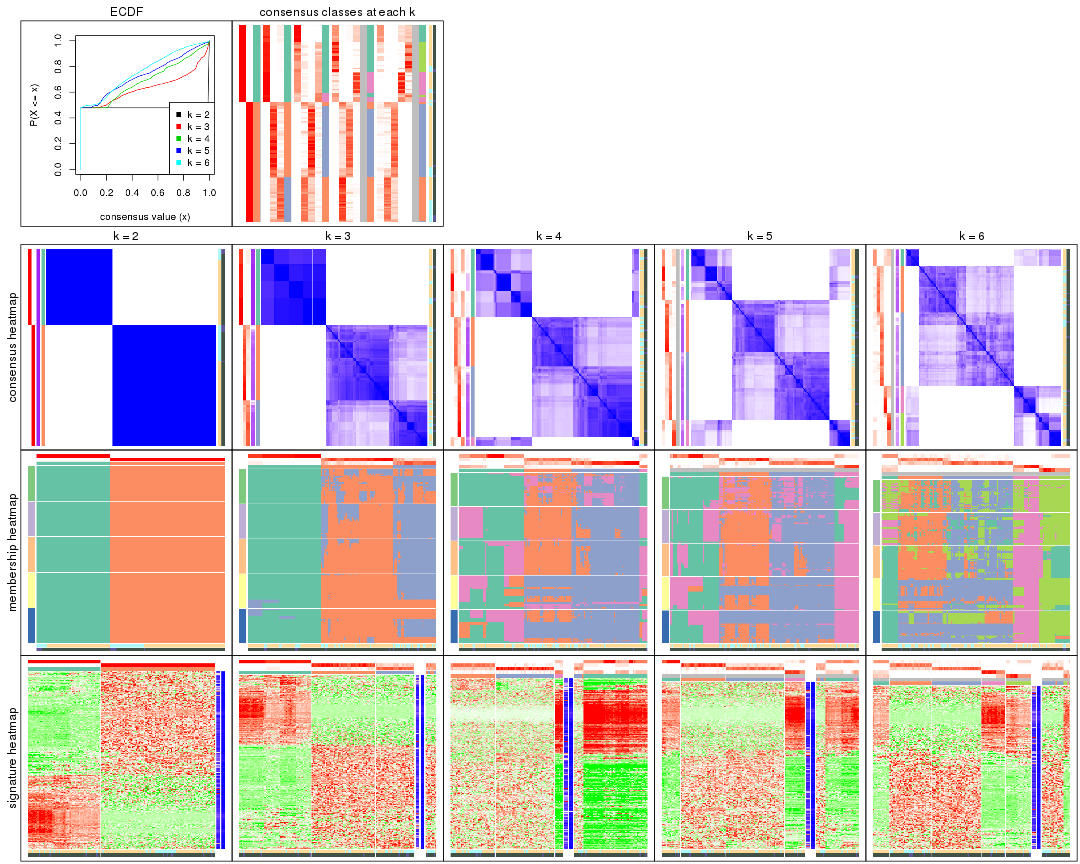 ECDF
consensus classes at each k
P(X <= x)
1.0
0.8
0.6
0.4
0.2
0.0
k = 2
k = 3
k = 4
k = 5
k = 6
0.0 0.2 0.4 0.6 0.8 1.0
consensus value (x)
k = 2
k = 3
k = 4
k = 5
k = 6
consensus heatmap
membership heatmap
signature heatmap